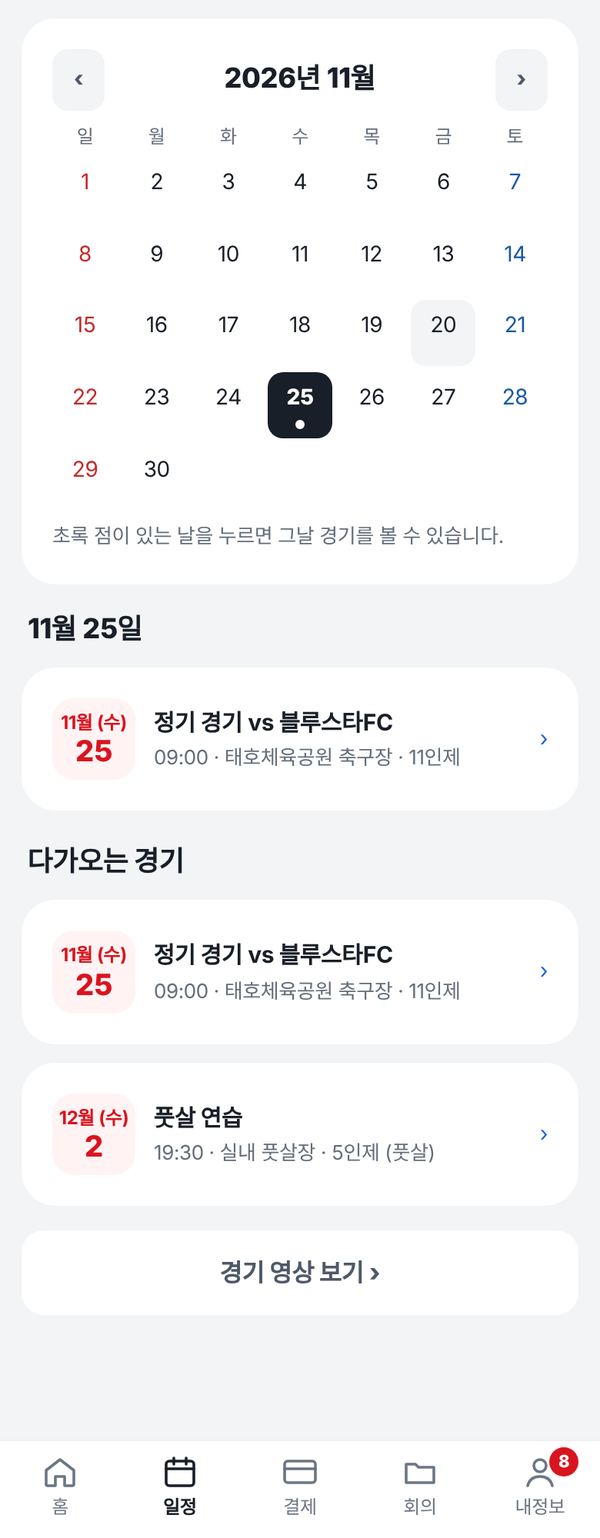 ‹ 2026년 11월 ›
일 월 화 수 목 금 토
1 2 3 4 5 6 7
8 9 10 11 12 13 14
15 16 17 18 19 20 21
22 23 24 25 26 27 28
29 30
초록 점이 있는 날을 누르면 그날 경기를 볼 수 있습니다.
11월 25일
11월 (수)
25
정기 경기 vs 블루스타FC
09:00 · 태호체육공원 축구장 · 11인제
›
다가오는 경기
11월 (수)
25
정기 경기 vs 블루스타FC
09:00 · 태호체육공원 축구장 · 11인제
›
12월 (수)
2
풋살 연습
19:30 · 실내 풋살장 · 5인제 (풋살)
›
경기 영상 보기 ›
8
홈 일정 결제 회의 내정보